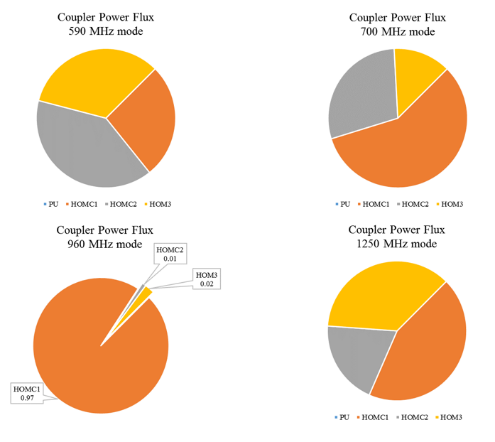 Coupler Power Flux
590 MHz mode
PU HOMC1 HOMC2 HOM3
Coupler Power Flux
700 MHz mode
PU HOMC1 HOMC2 HOM3
Coupler Power Flux
960 MHz mode
HOMC2
0.01
HOM3
0.02
HOMC1
0.97
Coupler Power Flux
1250 MHz mode
PU HOMC1 HOMC2 HOM3